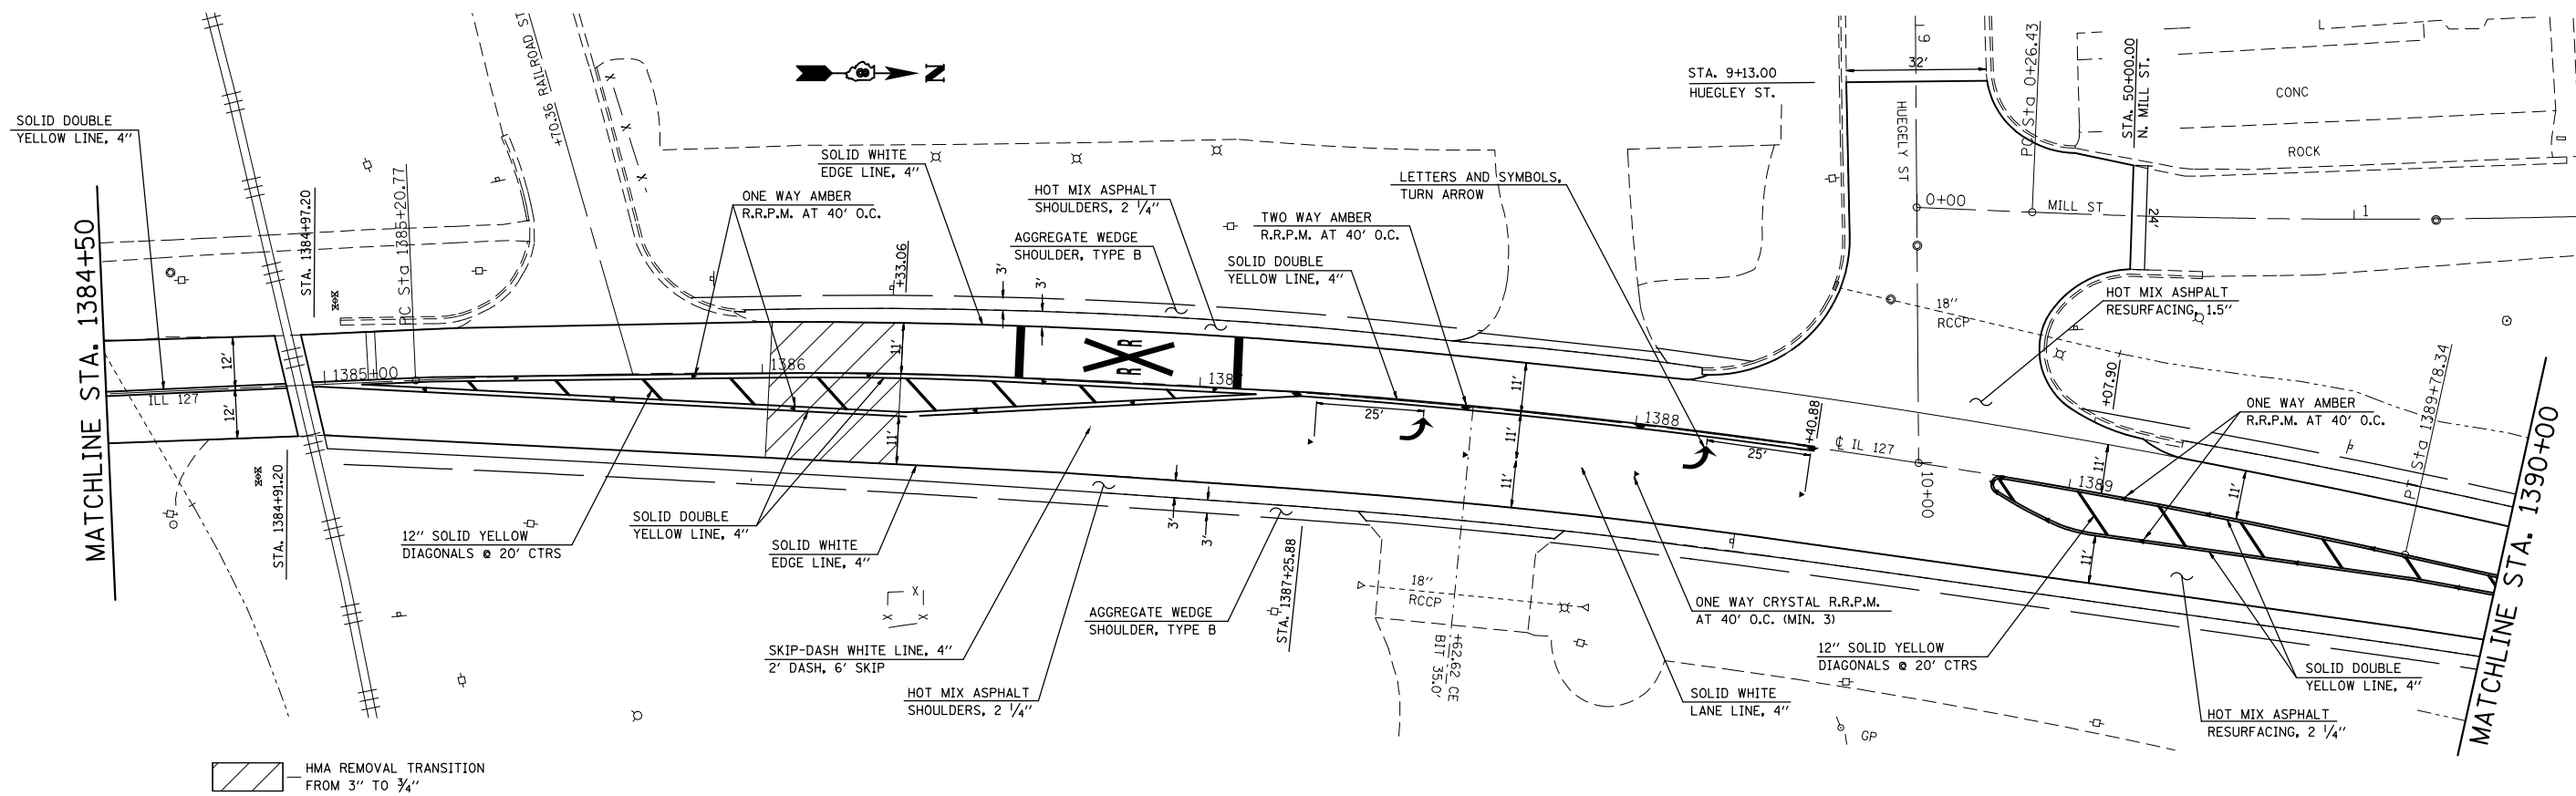 SOLID DOUBLE
YELLOW LINE, 4"
MATCHLINE STA. 1384+50
12'
12'
ILL 127
STA. 1384+97.20
STA. 1384+91.20
PC Sta 1385+20.77
1385+00
+70.36 RAILROAD ST
N
ONE WAY AMBER
R.R.P.M. AT 40' O.C.
SOLID WHITE
EDGE LINE, 4"
+33.06
1386
11'
11'
3'
3'
HOT MIX ASPHALT
SHOULDERS, 2 1/4"
AGGREGATE WEDGE
SHOULDER, TYPE B
R
R
138
TWO WAY AMBER
R.R.P.M. AT 40' O.C.
SOLID DOUBLE
YELLOW LINE, 4"
LETTERS AND SYMBOLS,
TURN ARROW
25'
11'
11'
11'
1388
25'
+40.88
℄ IL 127
STA. 9+13.00
HUEGLEY ST.
32'
9
HUEGELY ST
0+00
10+00
POT Sta 0+26.43
MILL ST
1
STA. 50+00.00
N. MILL ST.
24'
CONC
ROCK
18"
RCCP
HOT MIX ASHPALT
RESURFACING, 1.5"
+07.90
ONE WAY AMBER
R.R.P.M. AT 40' O.C.
PT Sta 1389+78.34
1389
11'
11'
11'
MATCHLINE STA. 1390+00
12" SOLID YELLOW
DIAGONALS @ 20' CTRS
SOLID DOUBLE
YELLOW LINE, 4"
SOLID WHITE
EDGE LINE, 4"
SKIP-DASH WHITE LINE, 4"
2' DASH, 6' SKIP
HOT MIX ASPHALT
SHOULDERS, 2 1/4"
3'
3'
X
X
X
AGGREGATE WEDGE
SHOULDER, TYPE B
STA. 1387+25.88
18"
RCCP
+62.62 CE
BIT 35.0'
ONE WAY CRYSTAL R.R.P.M.
AT 40' O.C. (MIN. 3)
SOLID WHITE
LANE LINE, 4"
12" SOLID YELLOW
DIAGONALS @ 20' CTRS
GP
SOLID DOUBLE
YELLOW LINE, 4"
HOT MIX ASPHALT
RESURFACING, 2 1/4"
HMA REMOVAL TRANSITION
FROM 3" TO 3/4"